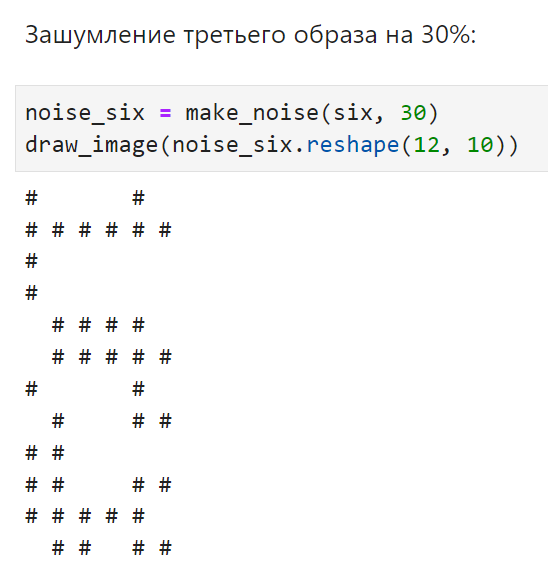 Зашумление третьего образа на 30%:
noise_six = make_noise(six, 30)
draw_image(noise_six.reshape(12, 10))
#       #
# # # # # #
#
#
  # # # #
  # # # # #
#       #
  #     # #
# #
# #     # #
# # # # #
  # #   # #